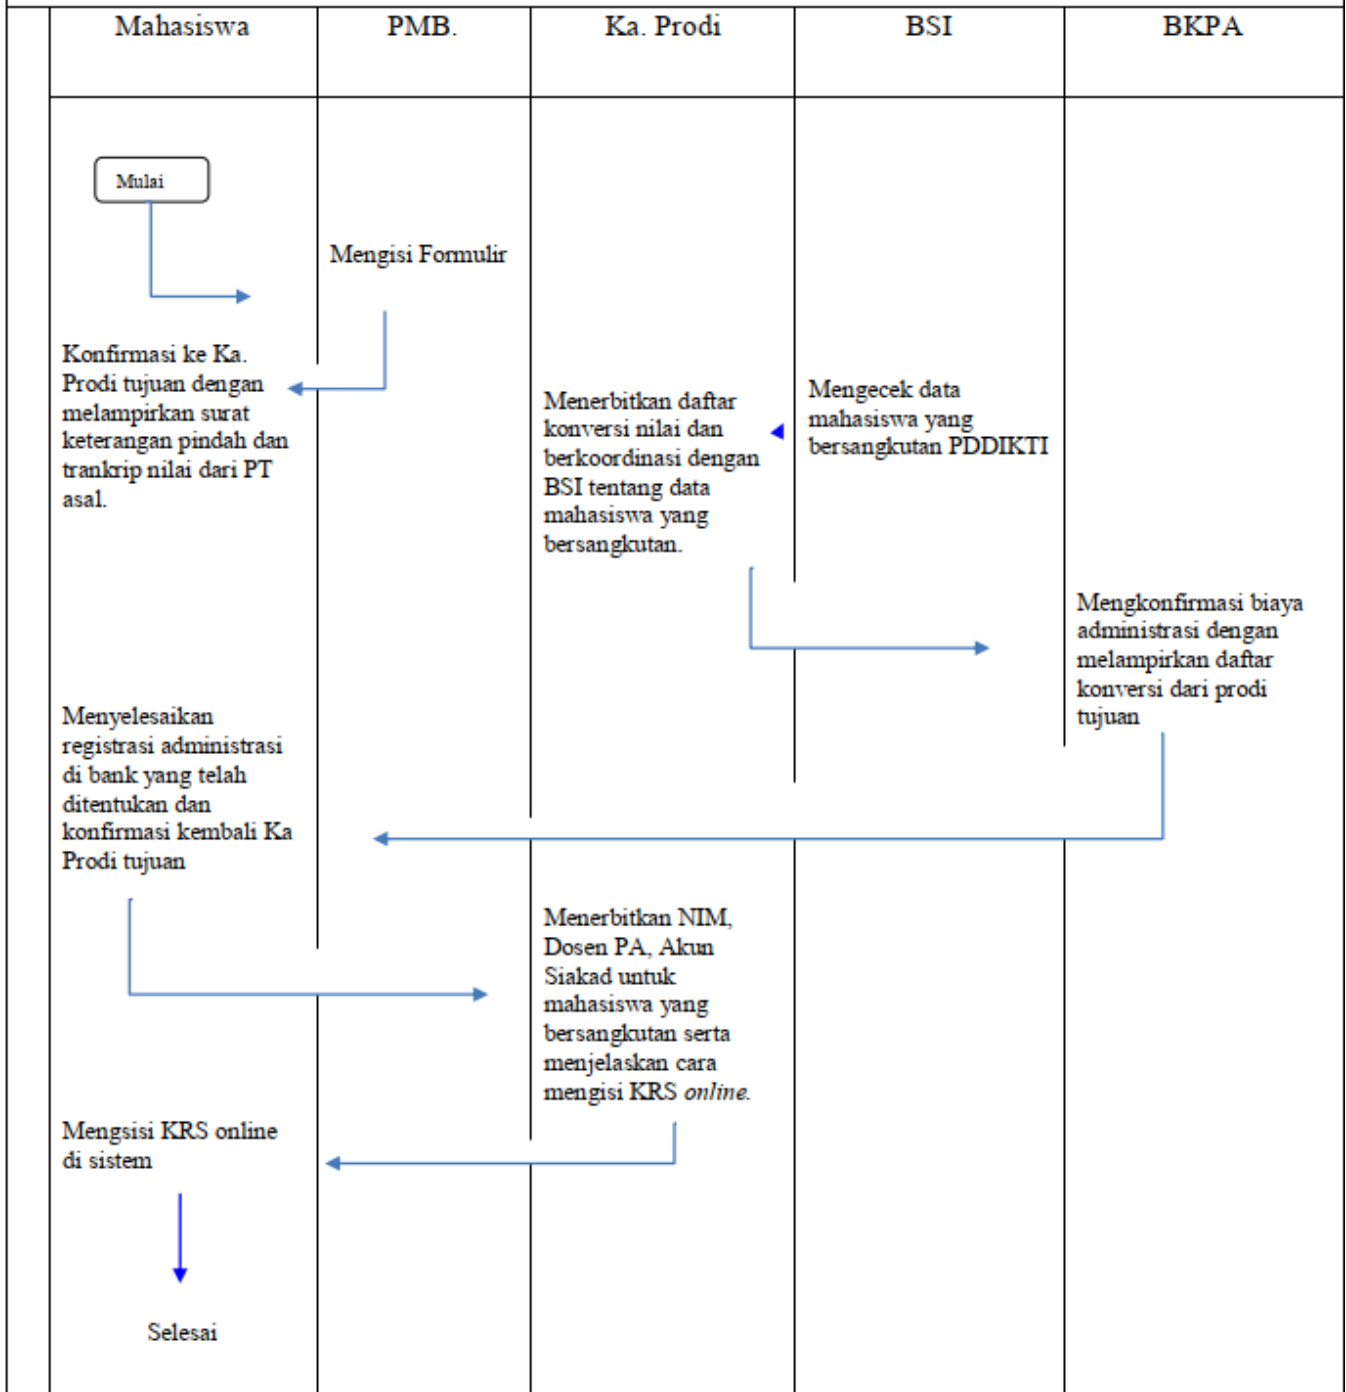 Mahasiswa
PMB.
Ka. Prodi
BSI
BKPA
Mulai
Mengisi Formulir
Konfirmasi ke Ka.
Prodi tujuan dengan
melampirkan surat
keterangan pindah dan
trankrip nilai dari PT
asal.
Menerbitkan daftar
konversi nilai dan
berkoordinasi dengan
BSI tentang data
mahasiswa yang
bersangkutan.
Mengecek data
mahasiswa yang
bersangkutan PDDIKTI
Mengkonfirmasi biaya
administrasi dengan
melampirkan daftar
konversi dari prodi
tujuan
Menyelesaikan
registrasi administrasi
di bank yang telah
ditentukan dan
konfirmasi kembali Ka
Prodi tujuan
Menerbitkan NIM,
Dosen PA, Akun
Siakad untuk
mahasiswa yang
bersangkutan serta
menjelaskan cara
mengisi KRS online.
Mengsisi KRS online
di sistem
Selesai